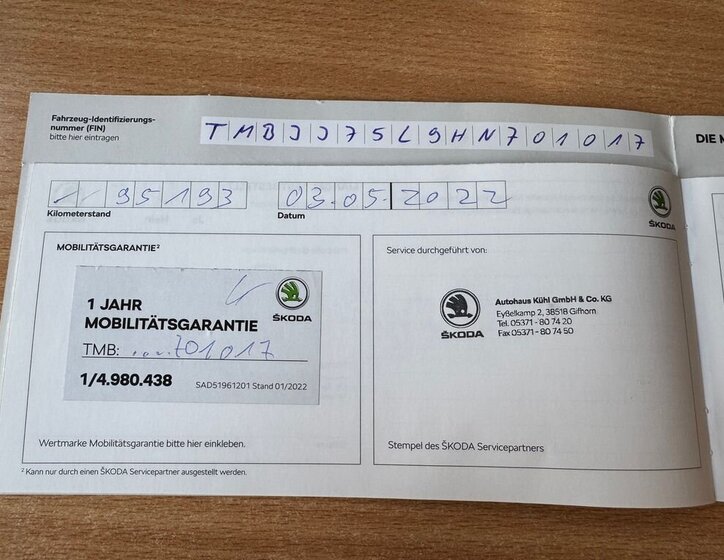 Fahrzeug-Identifizierungs-
nummer (FIN)
bitte hier eintragen
TMBJJ75L9HN701017
DIE M
95193
Kilometerstand
03.05.2022
Datum
ŠKODA
MOBILITÄTSGARANTIE²
1 JAHR
MOBILITÄTSGARANTIE
ŠKODA
TMB: ....701017
1/4.980.438
SAD51961201 Stand 01/2022
Wertmarke Mobilitätsgarantie bitte hier einkleben.
Service durchgeführt von:
ŠKODA
Autohaus Kühl GmbH & Co. KG
Eyßelkamp 2, 38518 Gifhorn
Tel. 05371 - 80 74 20
Fax 05371 - 80 74 50
Stempel des ŠKODA Servicepartners
² Kann nur durch einen ŠKODA Servicepartner ausgestellt werden.